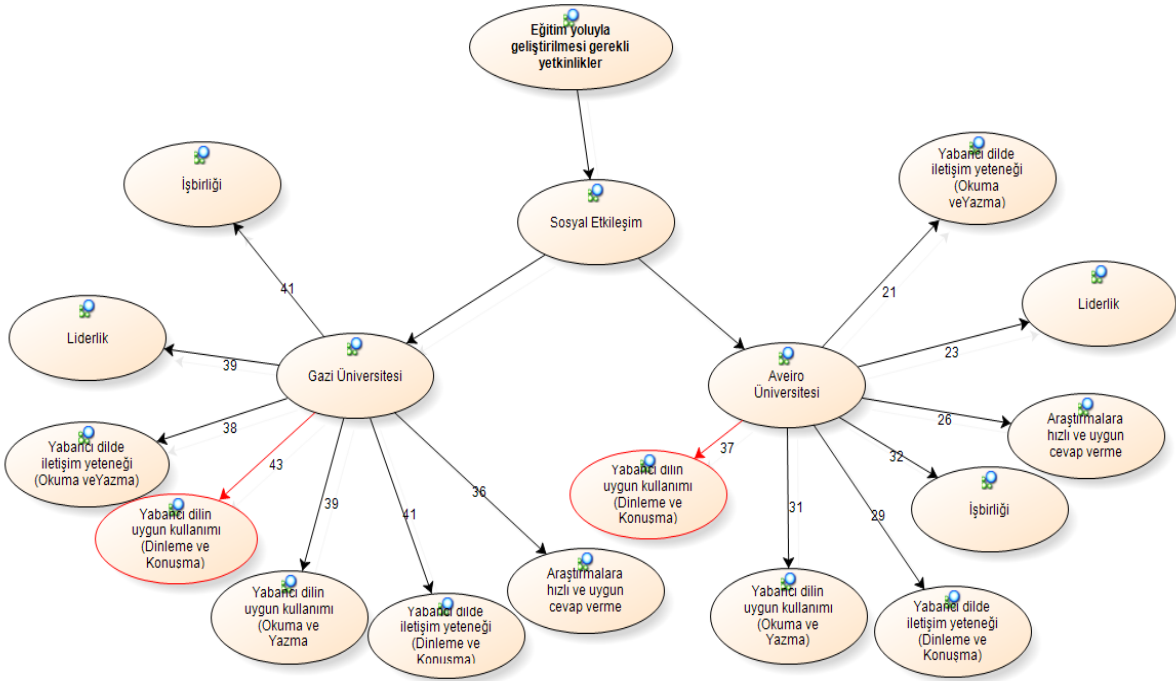 Eğitim yoluyla
geliştirilmesi gerekli
yetkinlikler
Sosyal Etkileşim
İşbirliği
41
Liderlik
39
Gazi Üniversitesi
38
Yabancı dilde
iletişim yeteneği
(Okuma veYazma)
43
Yabancı dilin
uygun kullanımı
(Dinleme ve
Konuşma)
39
Yabancı dilin
uygun kullanımı
(Okuma ve
Yazma
41
Yabancı dilde
iletişim yeteneği
(Dinleme ve
Konuşma)
36
Araştırmalara
hızlı ve uygun
cevap verme
Yabancı dilde
iletişim yeteneği
(Okuma
veYazma)
21
Liderlik
23
Aveiro
Üniversitesi
26
Araştırmalara
hızlı ve uygun
cevap verme
37
Yabancı dilin
uygun kullanımı
(Dinleme ve
Konuşma)
32
İşbirliği
31
Yabancı dilin
uygun kullanımı
(Okuma ve
Yazma)
29
Yabancı dilde
iletişim yeteneği
(Dinleme ve
Konuşma)